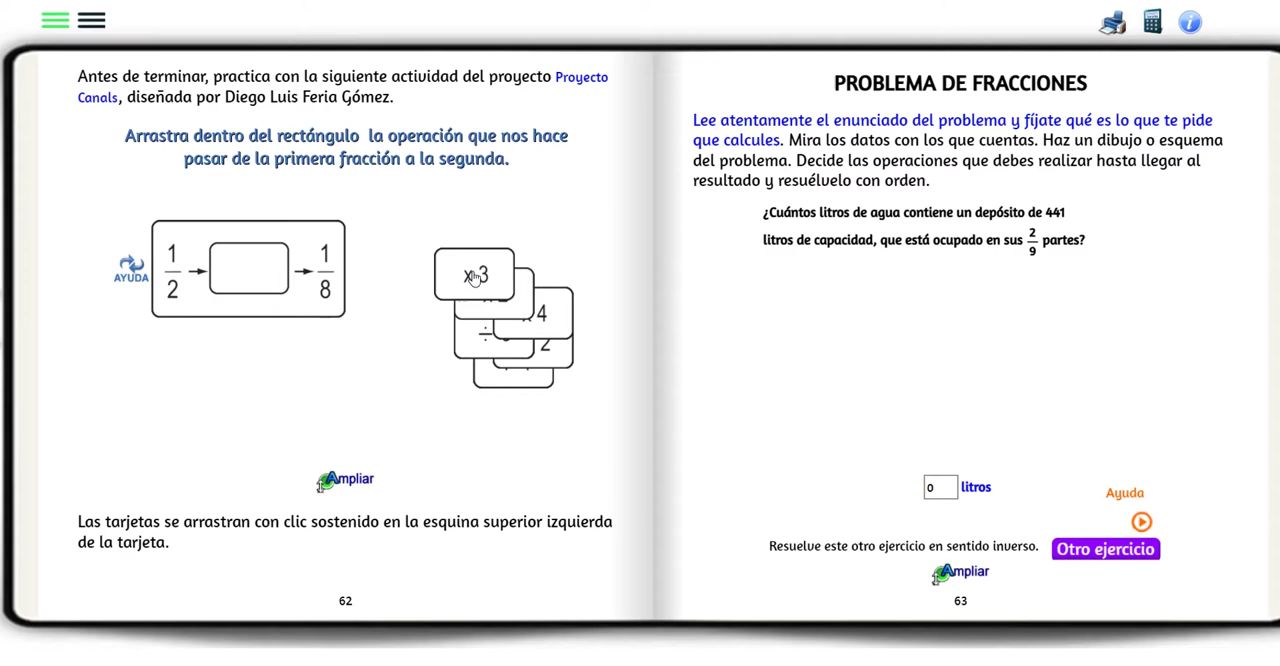 Antes de terminar, practica con la siguiente actividad del proyecto Proyecto
Canals, diseñada por Diego Luis Feria Gómez.
Arrastra dentro del rectángulo la operación que nos hace
pasar de la primera fracción a la segunda.
AYUDA
1
2
1
8
x 3
4
÷
2
Ampliar
Las tarjetas se arrastran con clic sostenido en la esquina superior izquierda
de la tarjeta.
62
PROBLEMA DE FRACCIONES
Lee atentamente el enunciado del problema y fíjate qué es lo que te pide
que calcules. Mira los datos con los que cuentas. Haz un dibujo o esquema
del problema. Decide las operaciones que debes realizar hasta llegar al
resultado y resuélvelo con orden.
¿Cuántos litros de agua contiene un depósito de 441
litros de capacidad, que está ocupado en sus 2/9 partes?
0 litros
Ayuda
Resuelve este otro ejercicio en sentido inverso. Otro ejercicio
Ampliar
63